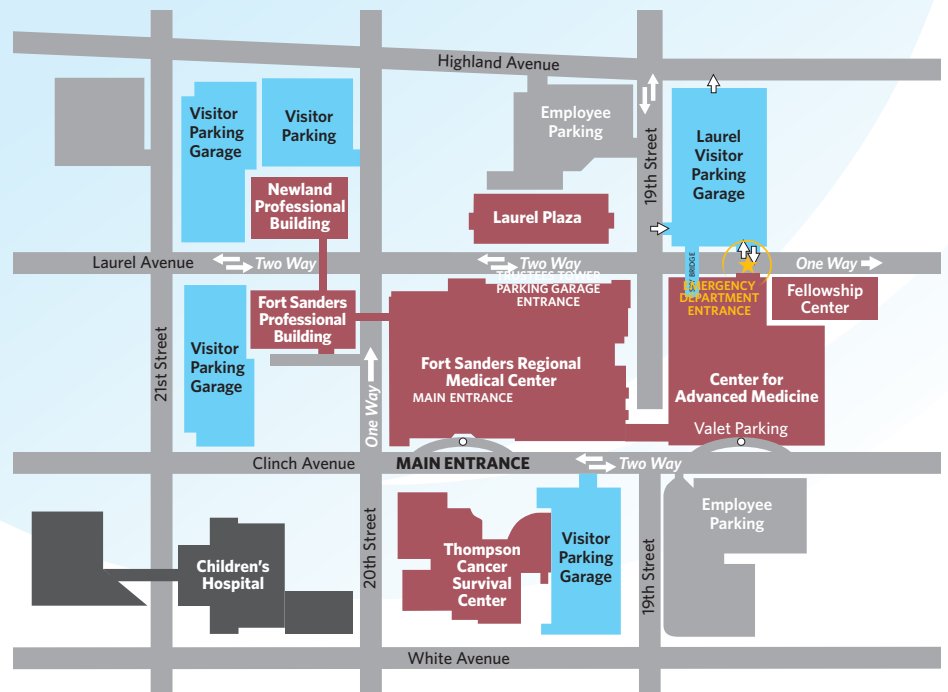 Highland Avenue
Visitor
Parking
Garage
Visitor
Parking
Employee
Parking
19th Street
Laurel
Visitor
Parking
Garage
Newland
Professional
Building
Laurel Plaza
Laurel Avenue
Two Way
Two Way
One Way
SKY BRIDGE
TRUSTEES TOWER
PARKING GARAGE
ENTRANCE
EMERGENCY
DEPARTMENT
ENTRANCE
Fellowship
Center
Fort Sanders
Professional
Building
21st Street
Visitor
Parking
Garage
One Way
Fort Sanders Regional
Medical Center
MAIN ENTRANCE
Center for
Advanced Medicine
Valet Parking
Clinch Avenue
MAIN ENTRANCE
Two Way
Employee
Parking
20th Street
Thompson
Cancer
Survival
Center
Visitor
Parking
Garage
19th Street
Children's
Hospital
White Avenue